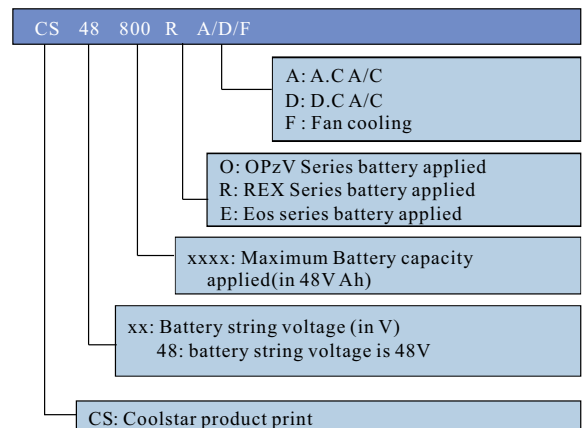 CS 48 800 R A/D/F
A: A.C A/C
D: D.C A/C
F : Fan cooling
O: OPzV Series battery applied
R: REX Series battery applied
E: Eos series battery applied
xxxx: Maximum Battery capacity
applied(in 48V Ah)
xx: Battery string voltage (in V)
48: battery string voltage is 48V
CS: Coolstar product print